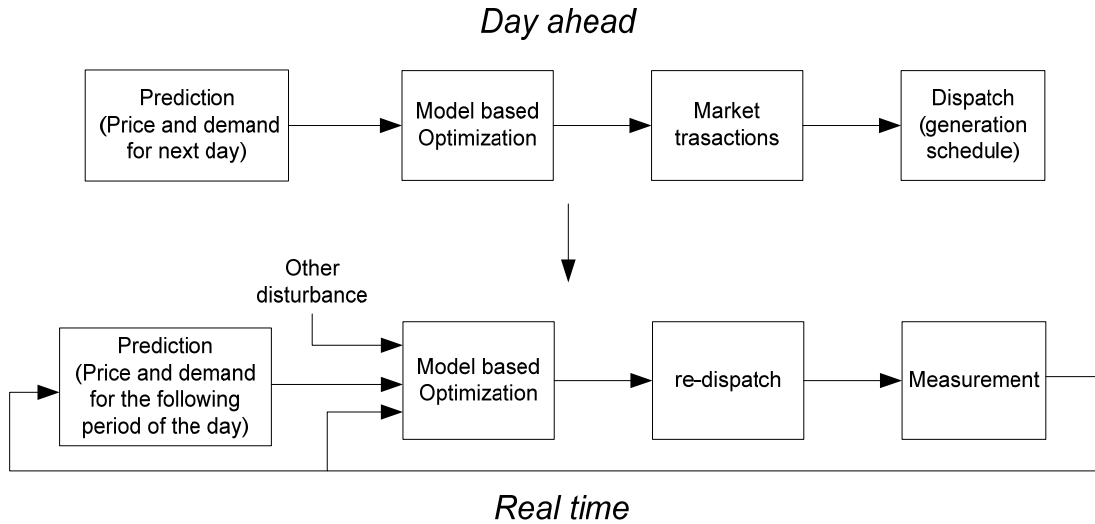 Day ahead
Prediction
(Price and demand
for next day)
Model based
Optimization
Market
trasactions
Dispatch
(generation
schedule)
Other
disturbance
Prediction
(Price and demand
for the following
period of the day)
Model based
Optimization
re-dispatch
Measurement
Real time